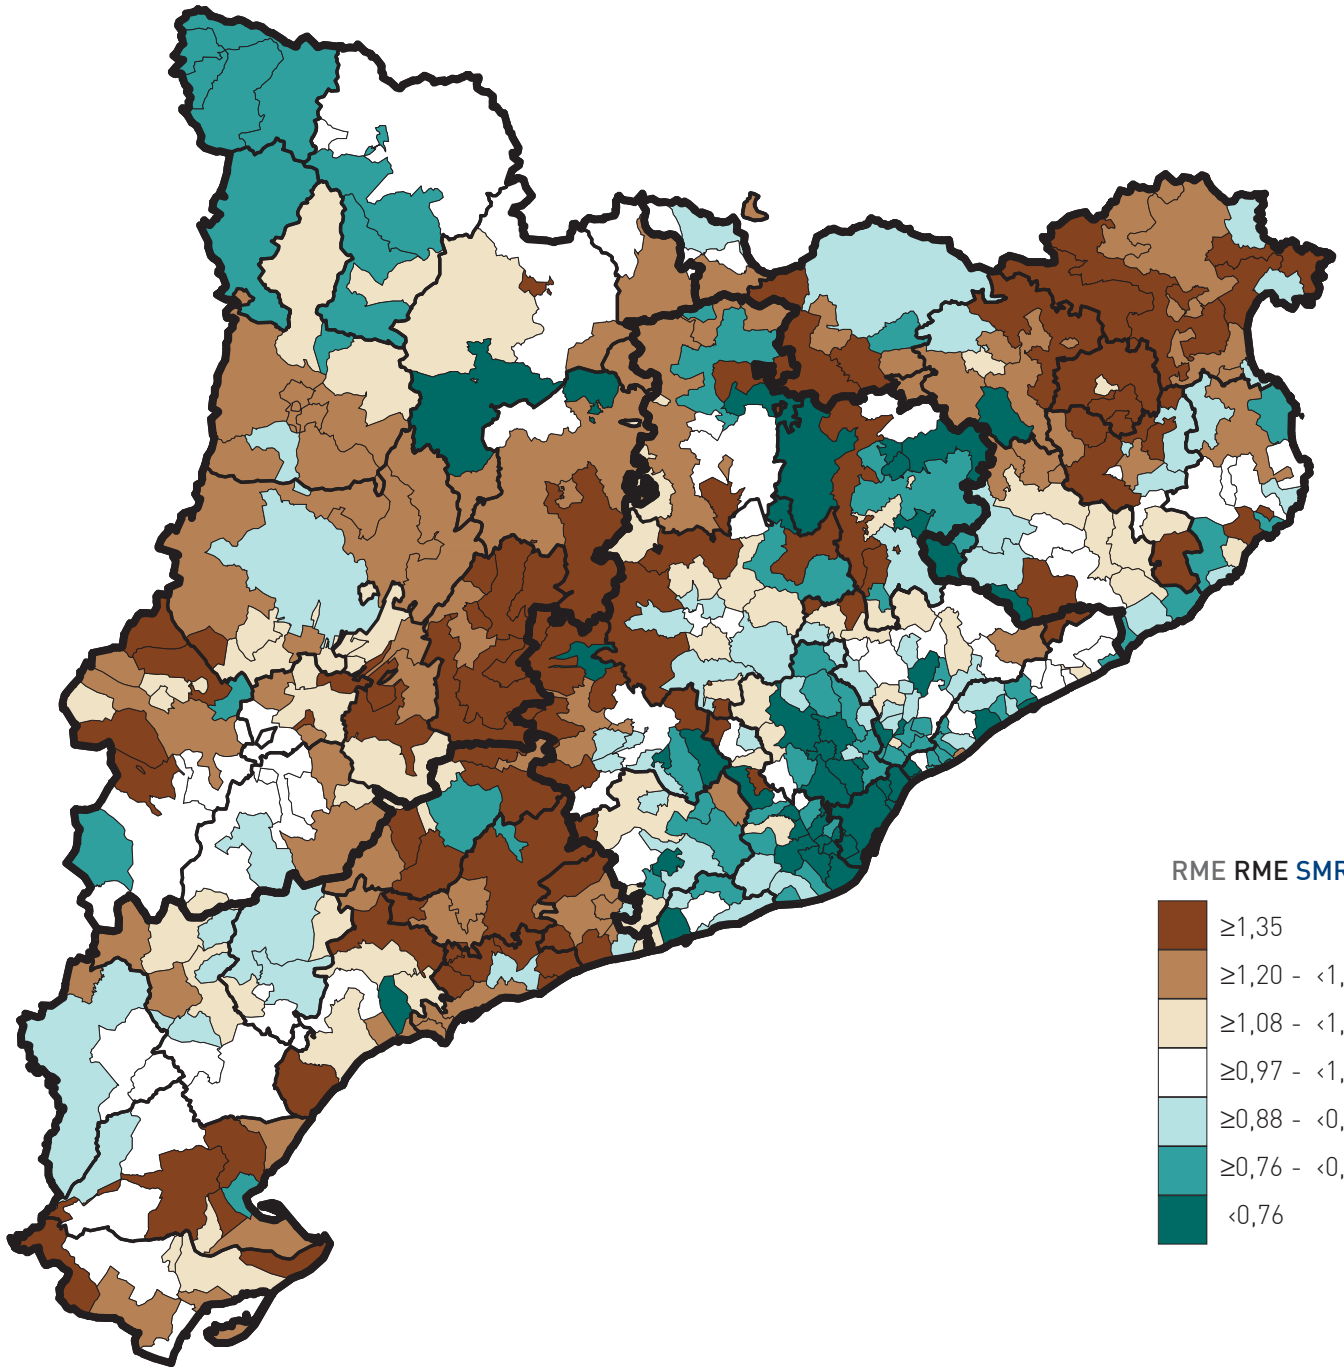 RME RME SMR
≥1,35
≥1,20 - <1,
≥1,08 - <1,
≥0,97 - <1,
≥0,88 - <0,
≥0,76 - <0,
<0,76